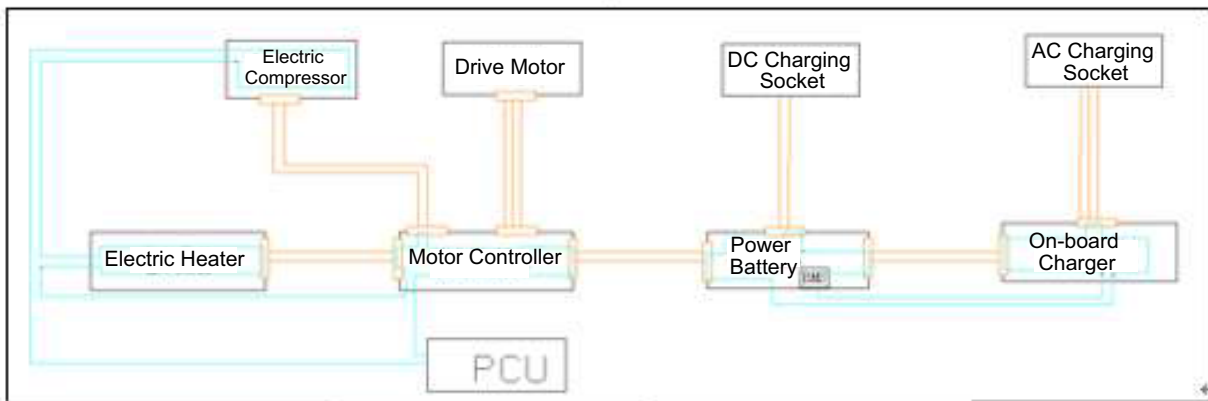 Electric
Compressor
Drive Motor
DC Charging
Socket
AC Charging
Socket
Electric Heater
Motor Controller
Power
Battery
On-board
Charger
PCU